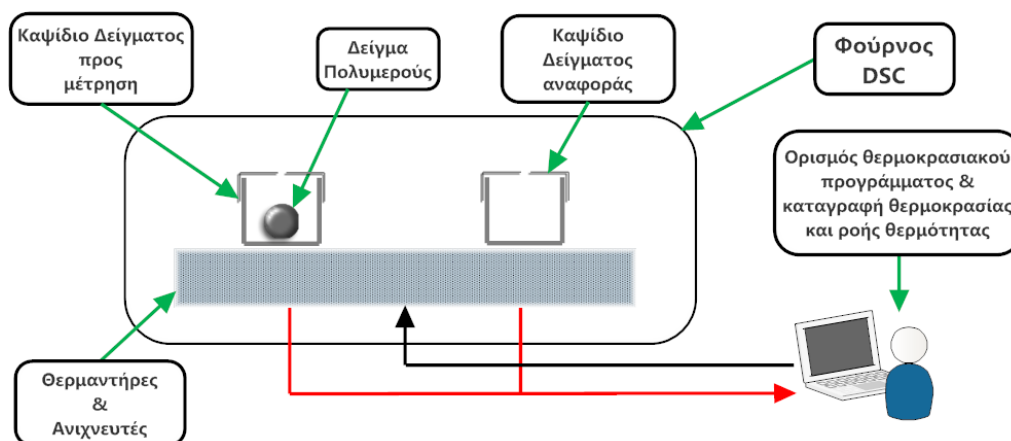 Καψίδιο Δείγματος
προς
μέτρηση
Δείγμα
Πολυμερούς
Καψίδιο
Δείγματος
αναφοράς
Φούρνος
DSC
Ορισμός θερμοκρασιακού
προγράμματος &
καταγραφή θερμοκρασίας
και ροής θερμότητας
Θερμαντήρες
&
Ανιχνευτές